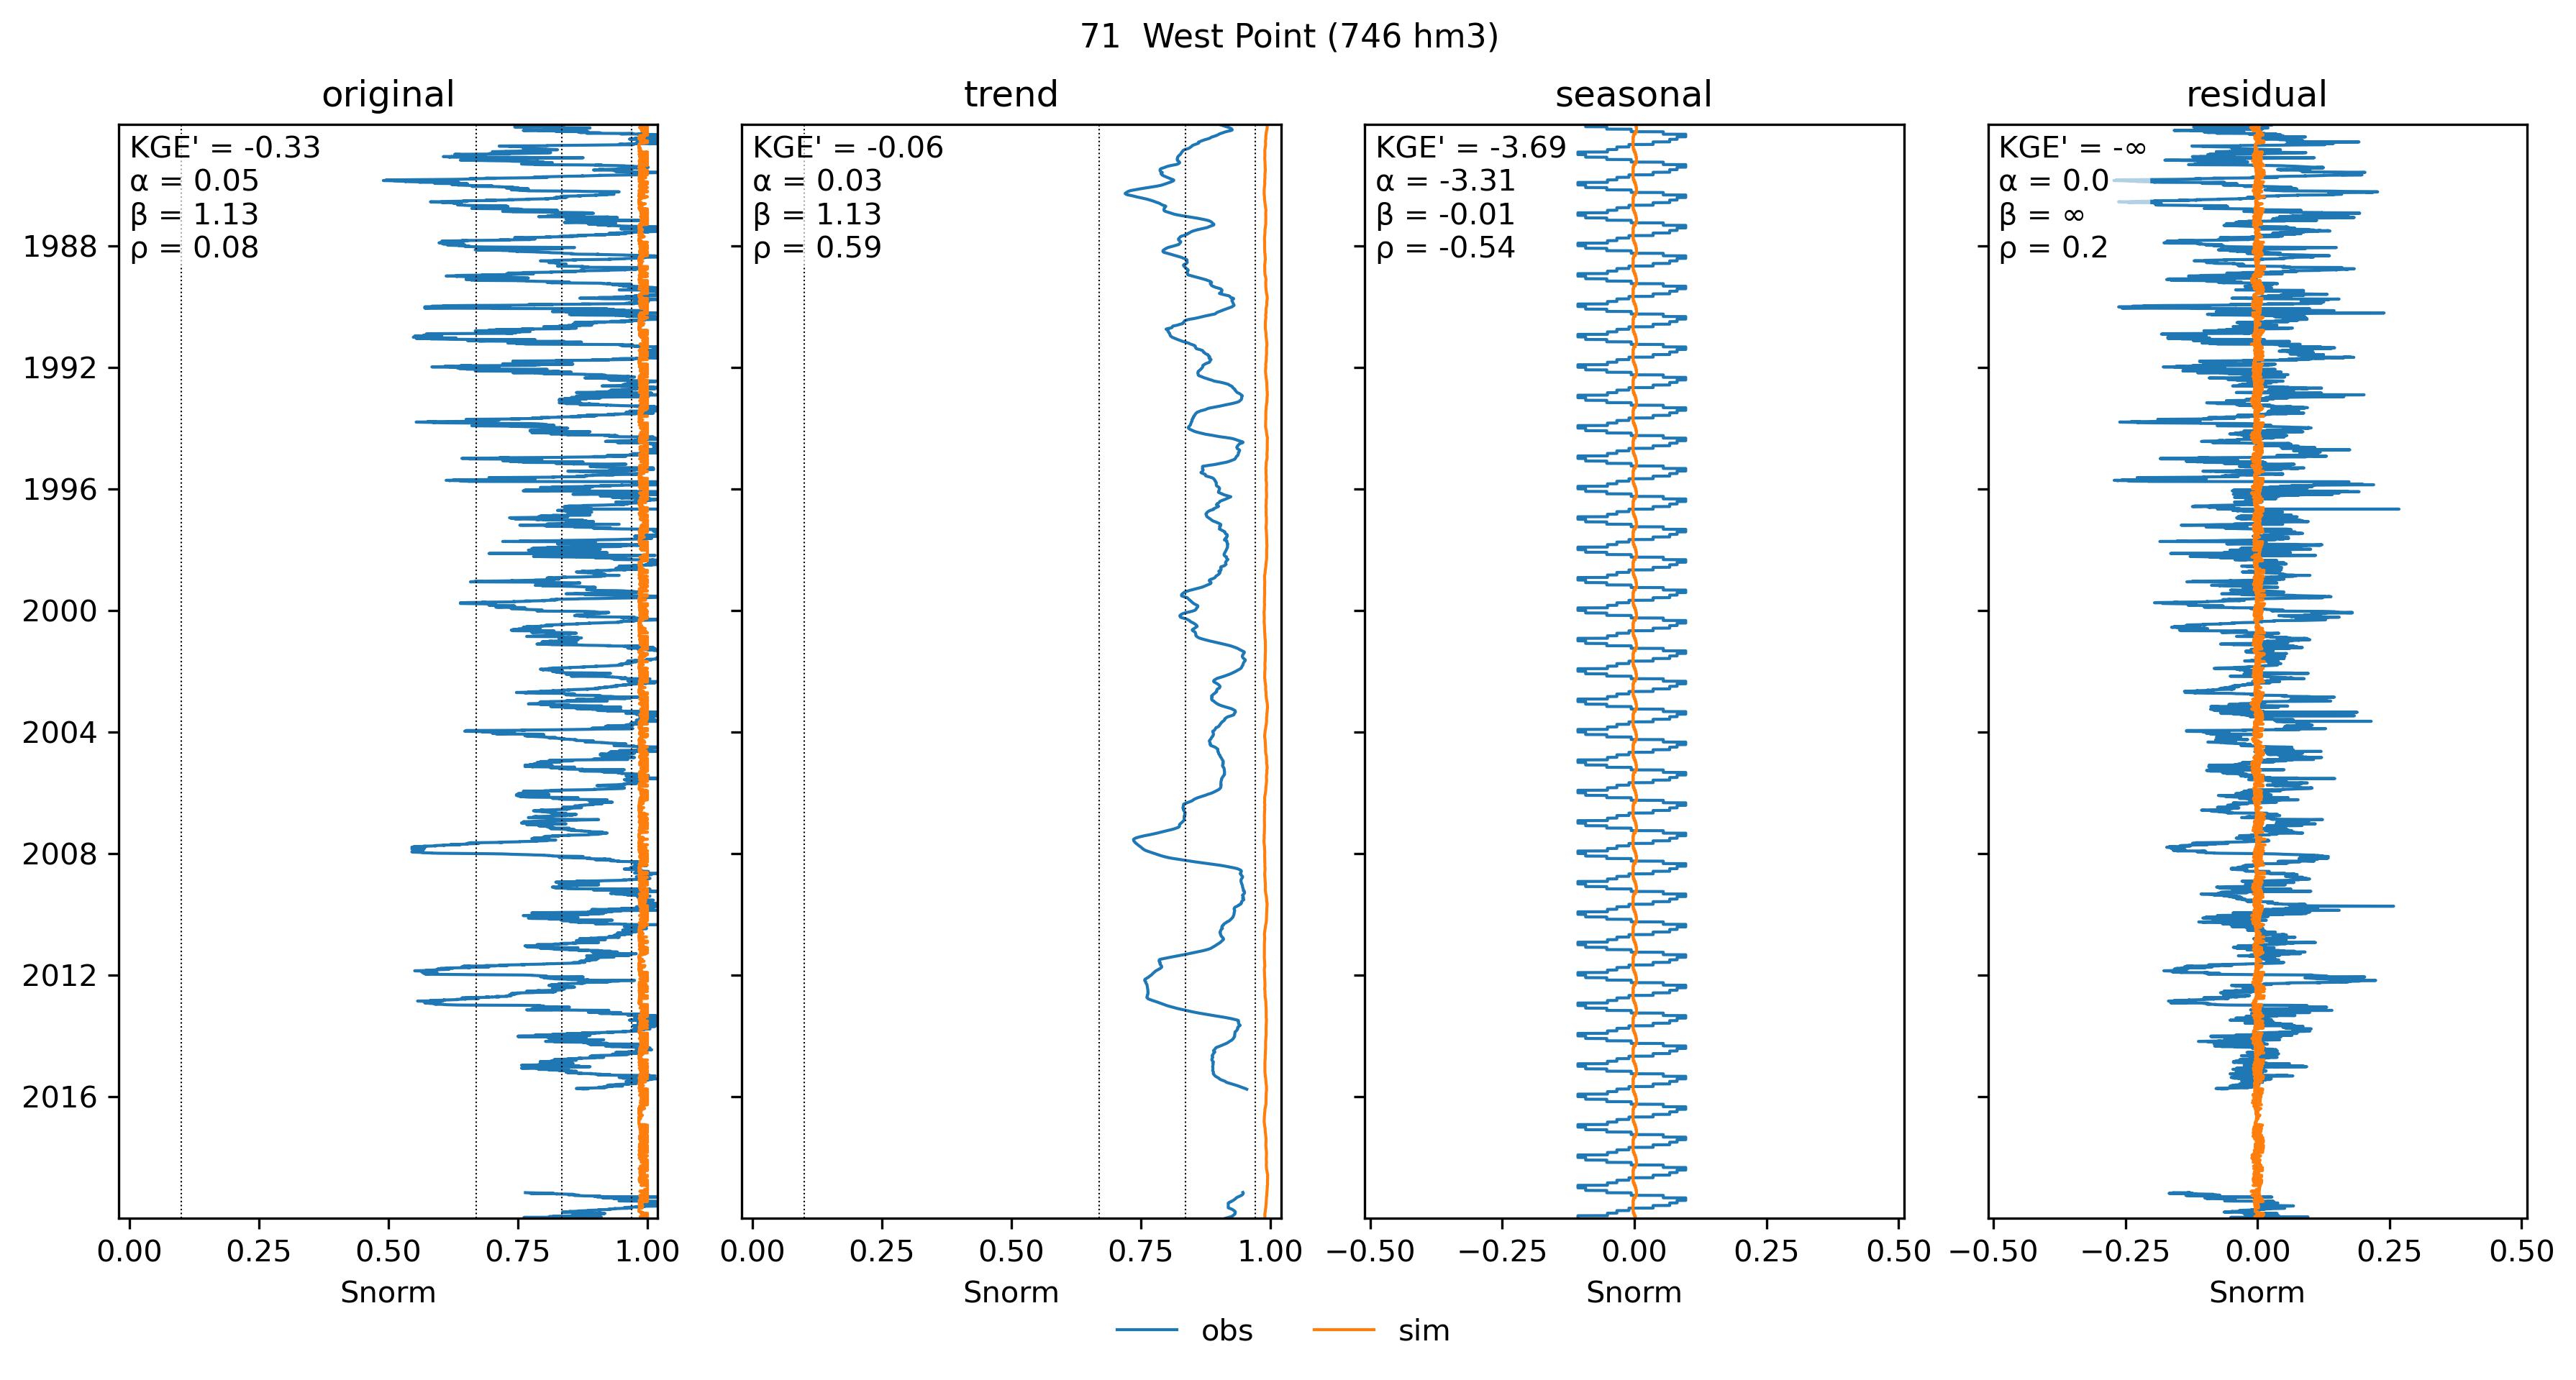 71  West Point (746 hm3)
original
trend
seasonal
residual
KGE' = -0.33
α = 0.05
β = 1.13
ρ = 0.08
KGE' = -0.06
α = 0.03
β = 1.13
ρ = 0.59
KGE' = -3.69
α = -3.31
β = -0.01
ρ = -0.54
KGE' = -∞
α = 0.0
β = ∞
ρ = 0.2
1988
1992
1996
2000
2004
2008
2012
2016
0.00 0.25 0.50 0.75 1.00
0.00 0.25 0.50 0.75 1.00
−0.50 −0.25 0.00 0.25 0.50
−0.50 −0.25 0.00 0.25 0.50
Snorm
Snorm
Snorm
Snorm
obs
sim